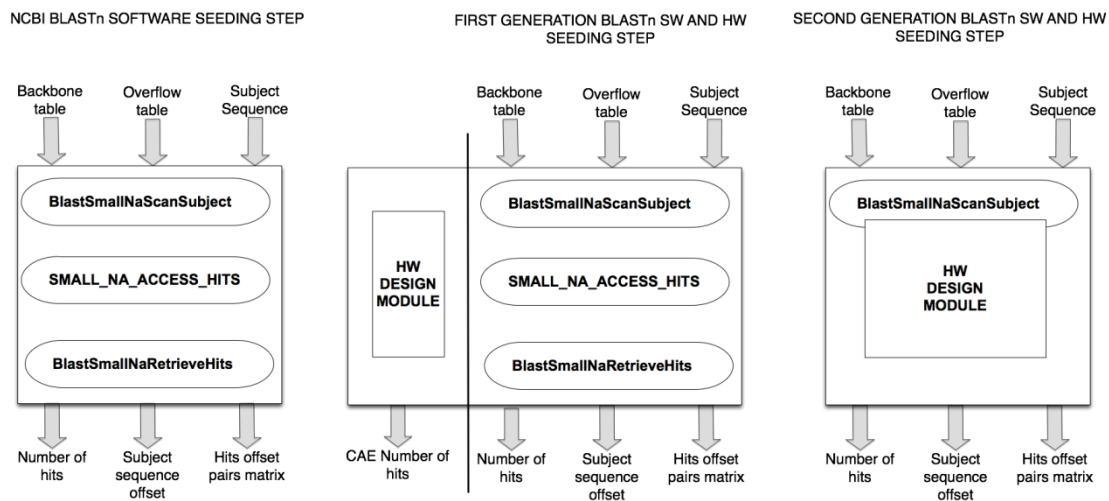 NCBI BLASTn SOFTWARE SEEDING STEP
Backbone
table
Overflow
table
Subject
Sequence
BlastSmallNaScanSubject
SMALL_NA_ACCESS_HITS
BlastSmallNaRetrieveHits
Number of
hits
Subject
sequence
offset
Hits offset
pairs matrix
FIRST GENERATION BLASTn SW AND HW
SEEDING STEP
Backbone
table
Overflow
table
Subject
Sequence
HW
DESIGN
MODULE
BlastSmallNaScanSubject
SMALL_NA_ACCESS_HITS
BlastSmallNaRetrieveHits
CAE Number of
hits
Number of
hits
Subject
sequence
offset
Hits offset
pairs matrix
SECOND GENERATION BLASTn SW AND HW
SEEDING STEP
Backbone
table
Overflow
table
Subject
Sequence
BlastSmallNaScanSubject
HW
DESIGN
MODULE
Number of
hits
Subject
sequence
offset
Hits offset
pairs matrix